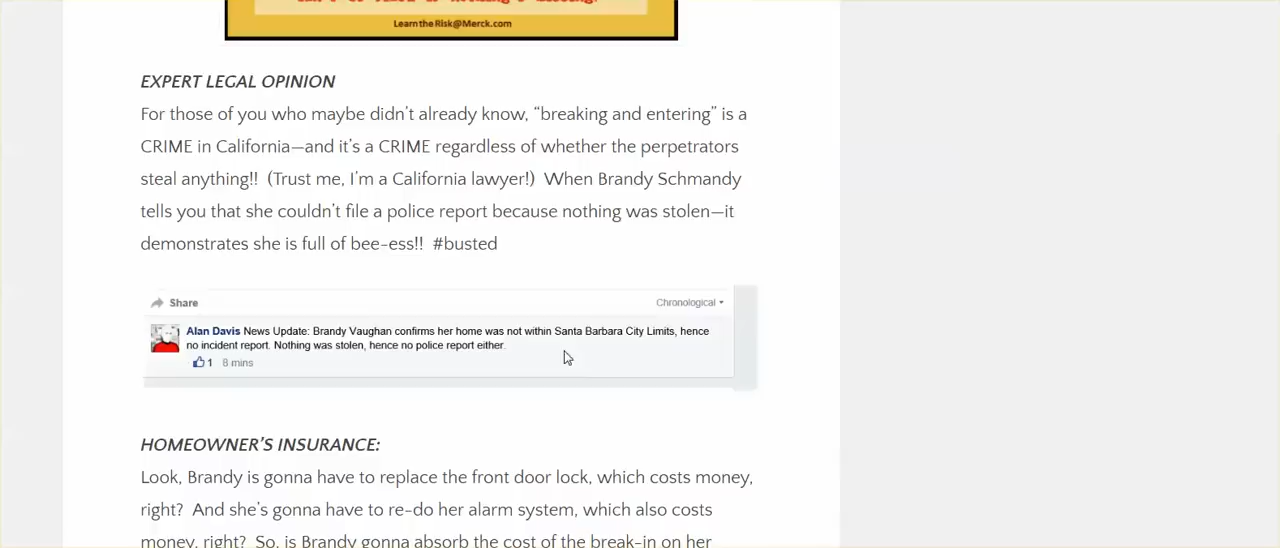 LearntheRisk@Merck.com
EXPERT LEGAL OPINION
For those of you who maybe didn’t already know, “breaking and entering” is a
CRIME in California—and it’s a CRIME regardless of whether the perpetrators
steal anything!! (Trust me, I’m a California lawyer!) When Brandy Schmandy
tells you that she couldn’t file a police report because nothing was stolen—it
demonstrates she is full of bee-ess!! #busted
Share
Chronological
Alan Davis News Update: Brandy Vaughan confirms her home was not within Santa Barbara City Limits, hence
no incident report. Nothing was stolen, hence no police report either.
1 8 mins
HOMEOWNER’S INSURANCE:
Look, Brandy is gonna have to replace the front door lock, which costs money,
right? And she’s gonna have to re-do her alarm system, which also costs
money, right? So, is Brandy gonna absorb the cost of the break-in on her